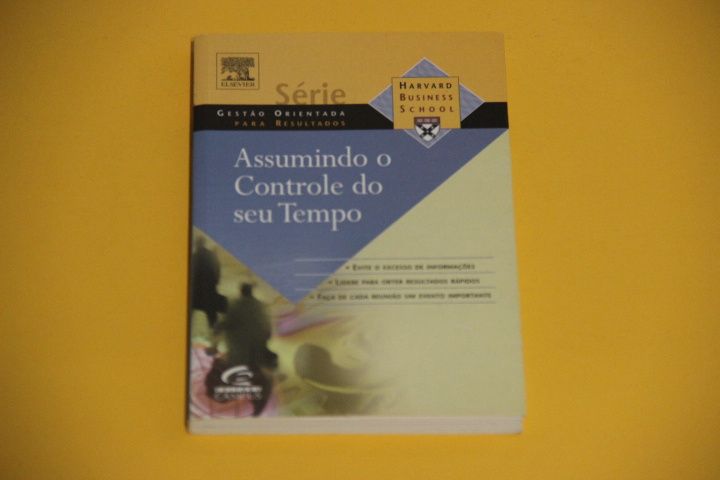 ELSEVIER
Série
GESTÃO ORIENTADA
PARA RESULTADOS
HARVARD
BUSINESS
SCHOOL
Assumindo o
Controle do
seu Tempo
• EVITE O EXCESSO DE INFORMAÇÕES
• LIDERE PARA OBTER RESULTADOS RÁPIDOS
• FAÇA DE CADA REUNIÃO UM EVENTO IMPORTANTE
CAMPUS